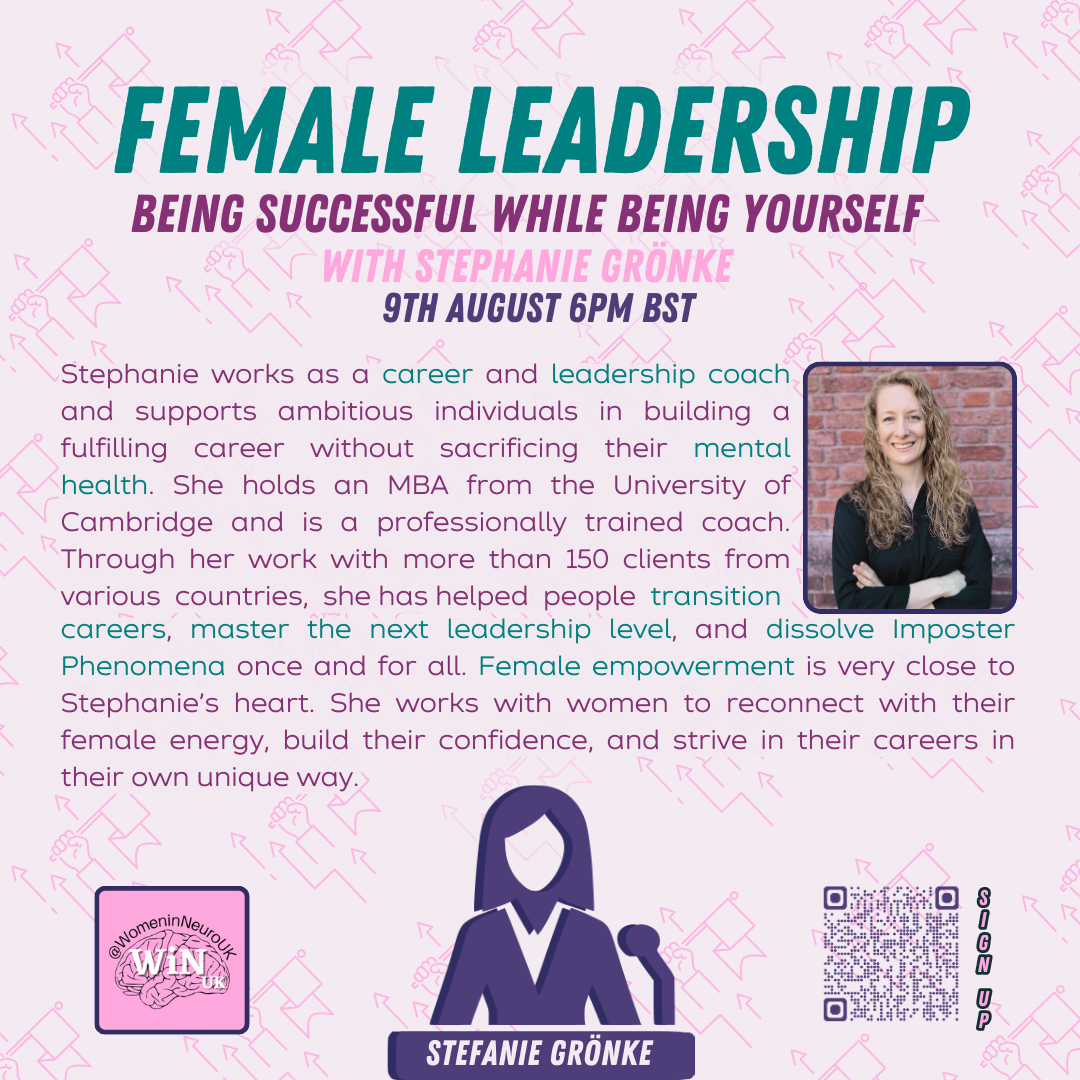 FEMALE LEADERSHIP
BEING SUCCESSFUL WHILE BEING YOURSELF
WITH STEPHANIE GRÖNKE
9TH AUGUST 6PM BST
Stephanie works as a career and leadership coach
and supports ambitious individuals in building a
fulfilling career without sacrificing their mental
health. She holds an MBA from the University of
Cambridge and is a professionally trained coach.
Through her work with more than 150 clients from
various countries, she has helped people transition
careers, master the next leadership level, and dissolve Imposter
Phenomena once and for all. Female empowerment is very close to
Stephanie's heart. She works with women to reconnect with their
female energy, build their confidence, and strive in their careers in
their own unique way.
@WomeninNeuroUK
WiN
UK
SIGN UP
STEFANIE GRÖNKE